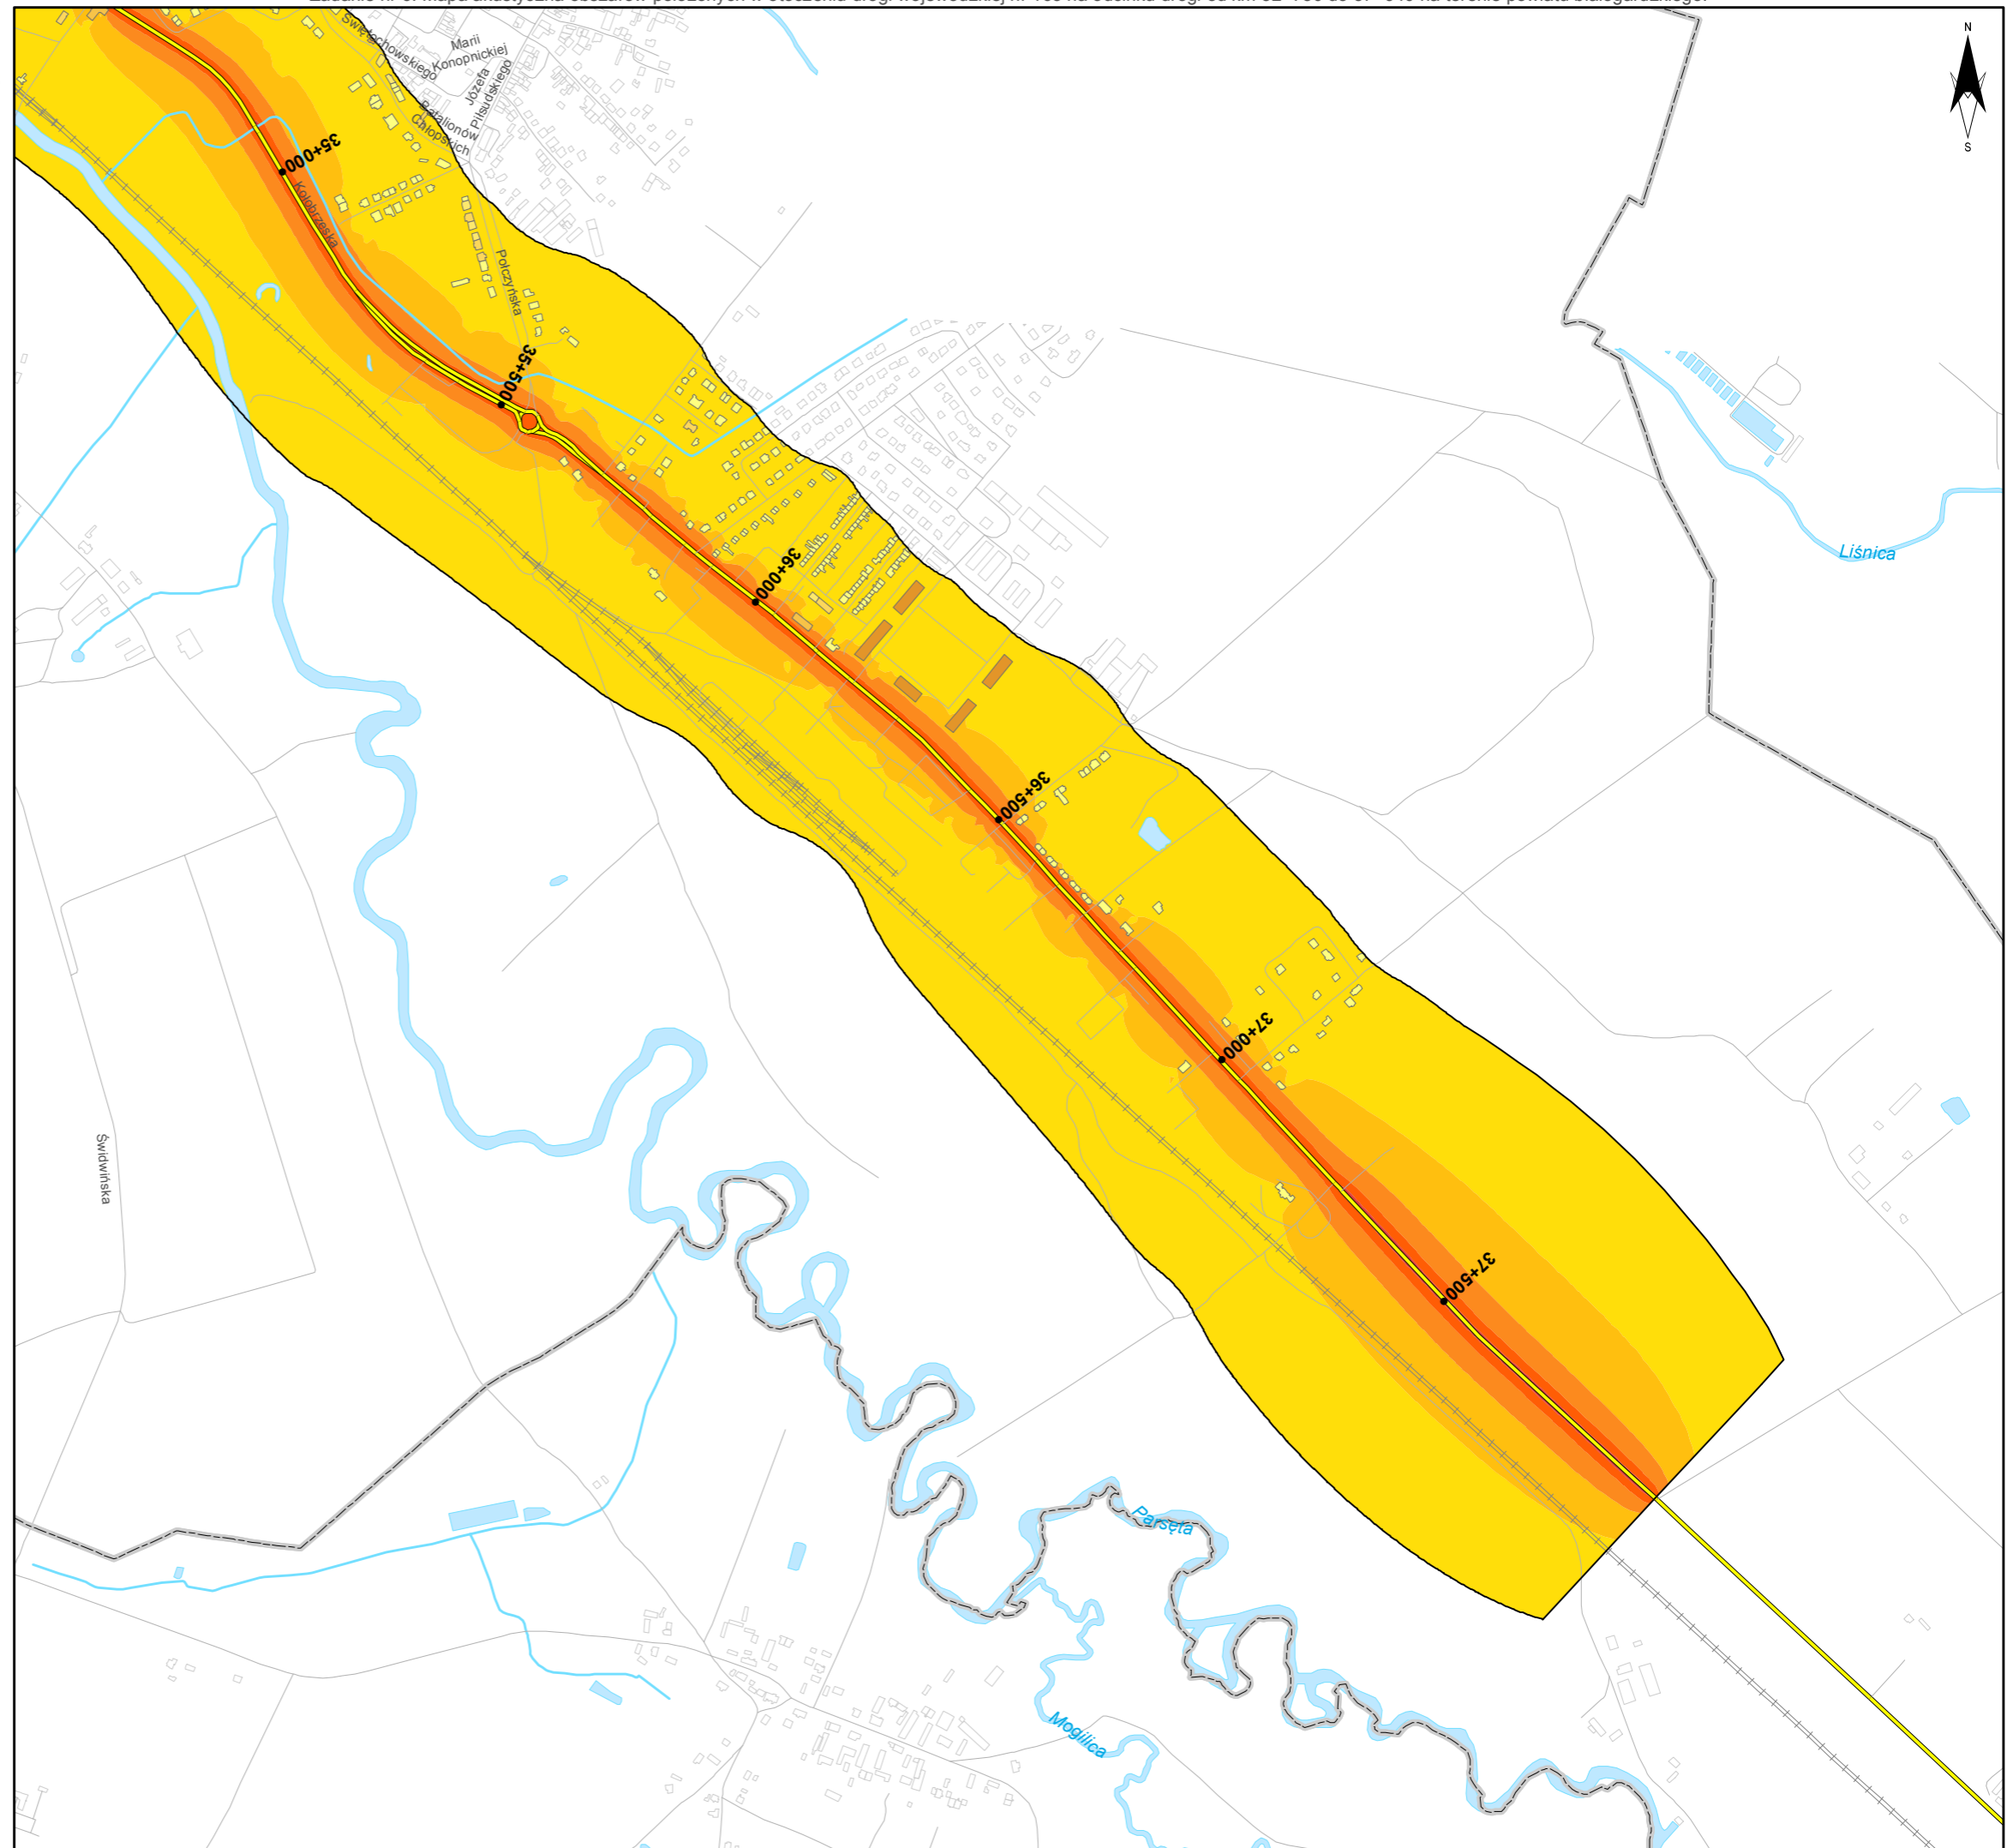 N
S
Święchowskiego
Marii
Konopnickiej
Józefa
Piłsudskiego
Batalionów
Chłopskich
35+000
Kołobrzeska
Połczyńska
35+500
36+000
Liśnica
36+500
37+000
Świdwińska
37+500
Parsęta
Mogilica